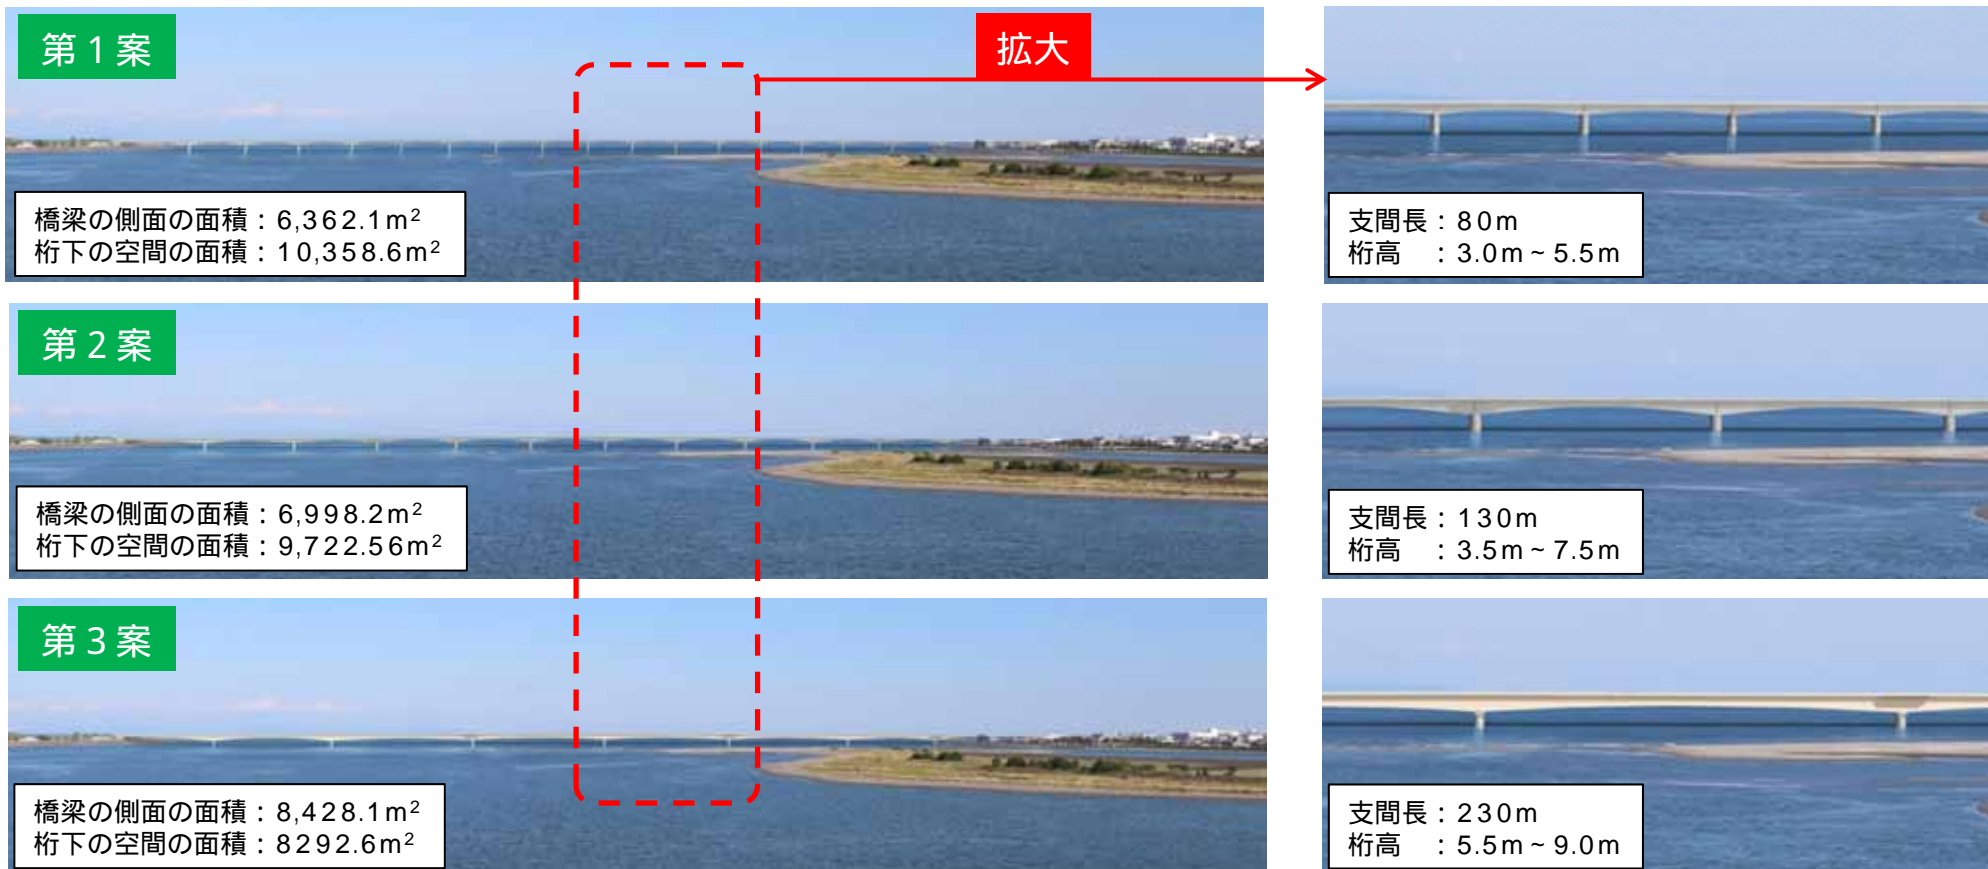 第1案
拡大
橋梁の側面の面積:6,362.1m²
桁下の空間の面積:10,358.6m²
支間長:80m
桁高 :3.0m~5.5m
第2案
橋梁の側面の面積:6,998.2m²
桁下の空間の面積:9,722.56m²
支間長:130m
桁高 :3.5m~7.5m
第3案
橋梁の側面の面積:8,428.1m²
桁下の空間の面積:8292.6m²
支間長:230m
桁高 :5.5m~9.0m